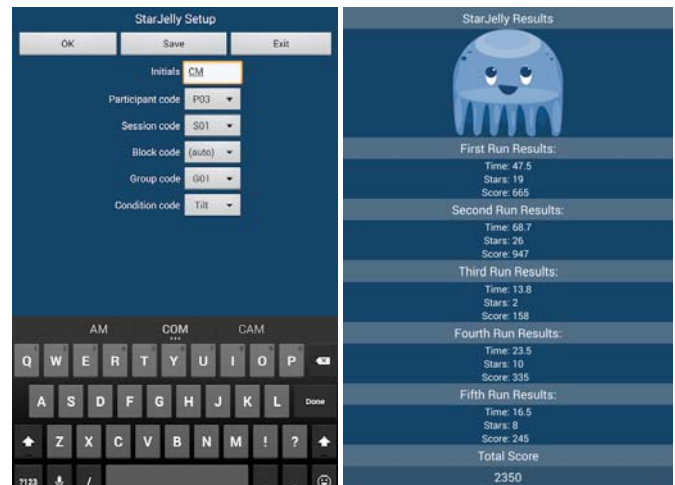 StarJelly Setup
OK Save Exit
Initials CM
Participant code P03
Session code S01
Block code (auto)
Group code G01
Condition code Tilt
AM COM CAM
Q W E R T Y U I O P
A S D F G H J K L Done
Z X C V B N M ! ?
?123 /
StarJelly Results
First Run Results:
Time: 47.5
Stars: 19
Score: 665
Second Run Results:
Time: 68.7
Stars: 26
Score: 947
Third Run Results:
Time: 13.8
Stars: 2
Score: 158
Fourth Run Results:
Time: 23.5
Stars: 10
Score: 335
Fifth Run Results:
Time: 16.5
Stars: 8
Score: 245
Total Score
2350